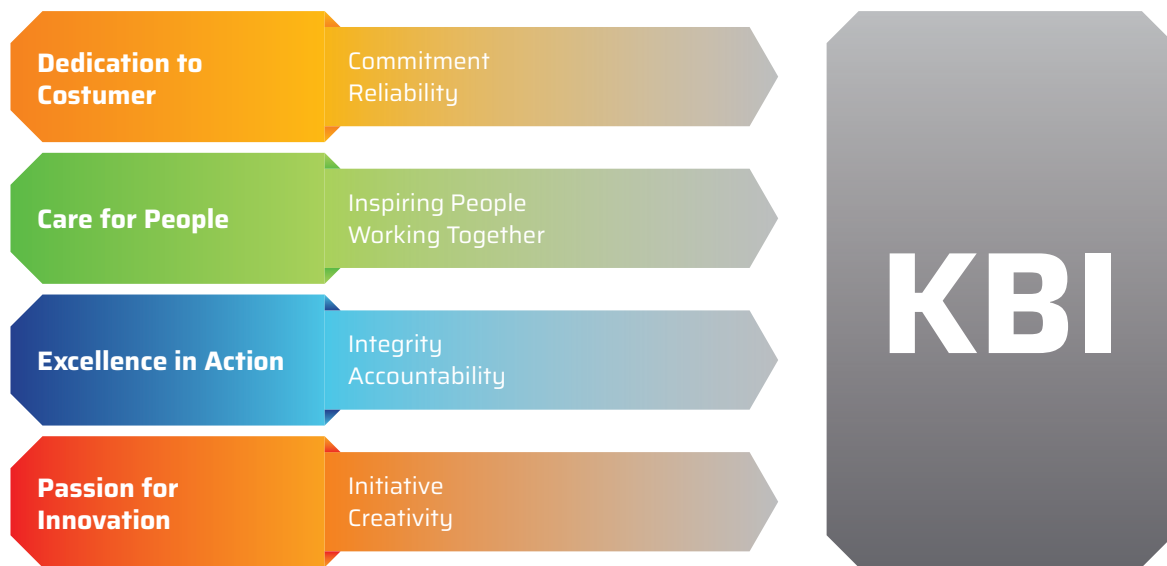 Dedication to
Costumer
Commitment
Reliability
Care for People
Inspiring People
Working Together
Excellence in Action
Integrity
Accountability
Passion for
Innovation
Initiative
Creativity
KBI